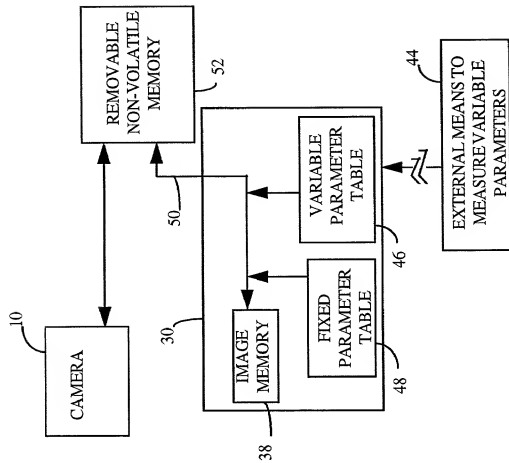 10
CAMERA
REMOVABLE
NON-VOLATILE
MEMORY
52
50
30
IMAGE
MEMORY
38
FIXED
PARAMETER
TABLE
48
VARIABLE
PARAMETER
TABLE
46
44
EXTERNAL MEANS TO
MEASURE VARIABLE
PARAMETERS